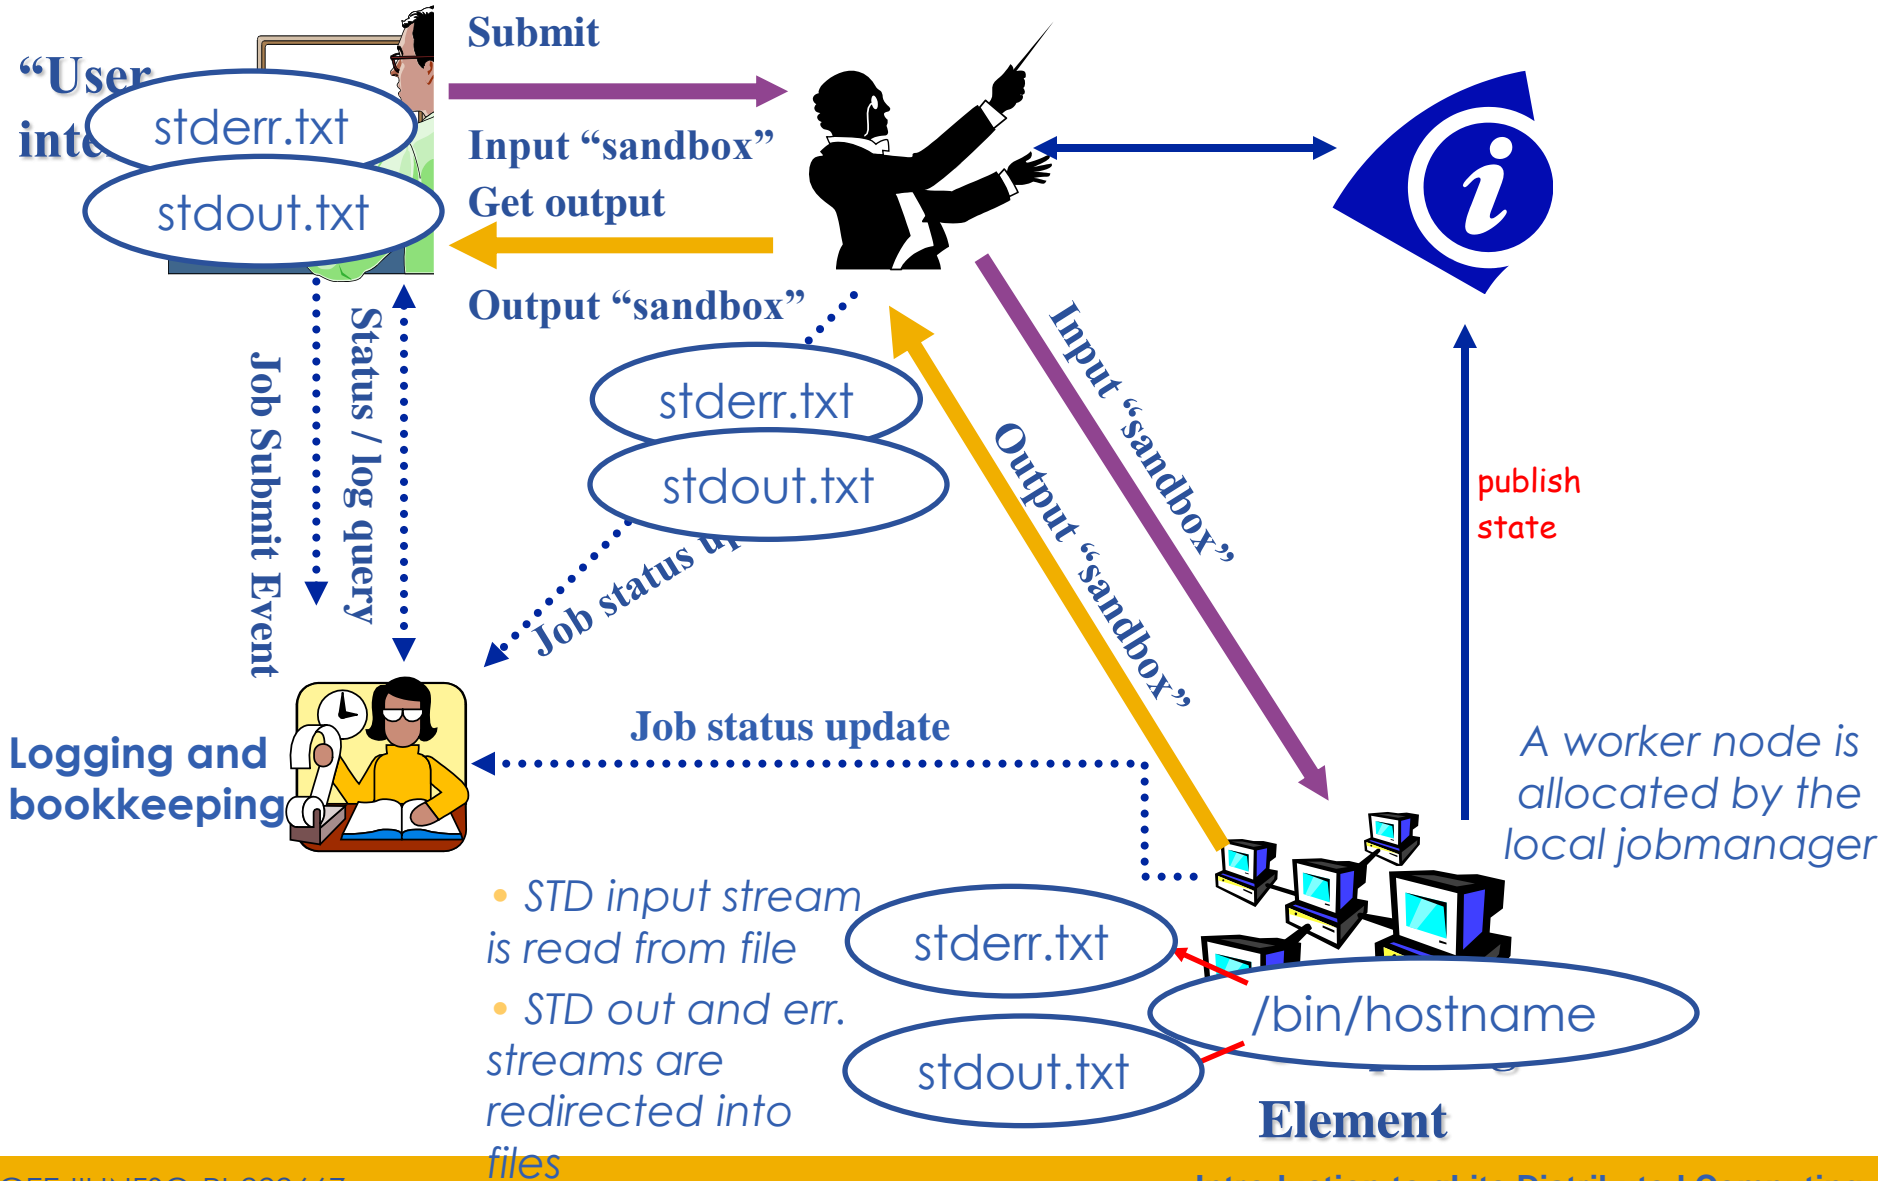 Submit
“User
stderr.txt
Input “sandbox”
stdout.txt
Get output
Output “sandbox”
Status / log query
Job Submit Event
Input “sandbox”
stderr.txt
stdout.txt
Output “sandbox”
publish
state
Job status
Job status update
Logging and
bookkeeping
A worker node is
allocated by the
local jobmanager
• STD input stream
is read from file
• STD out and err.
streams are
redirected into
files
stderr.txt
/bin/hostname
stdout.txt
Element